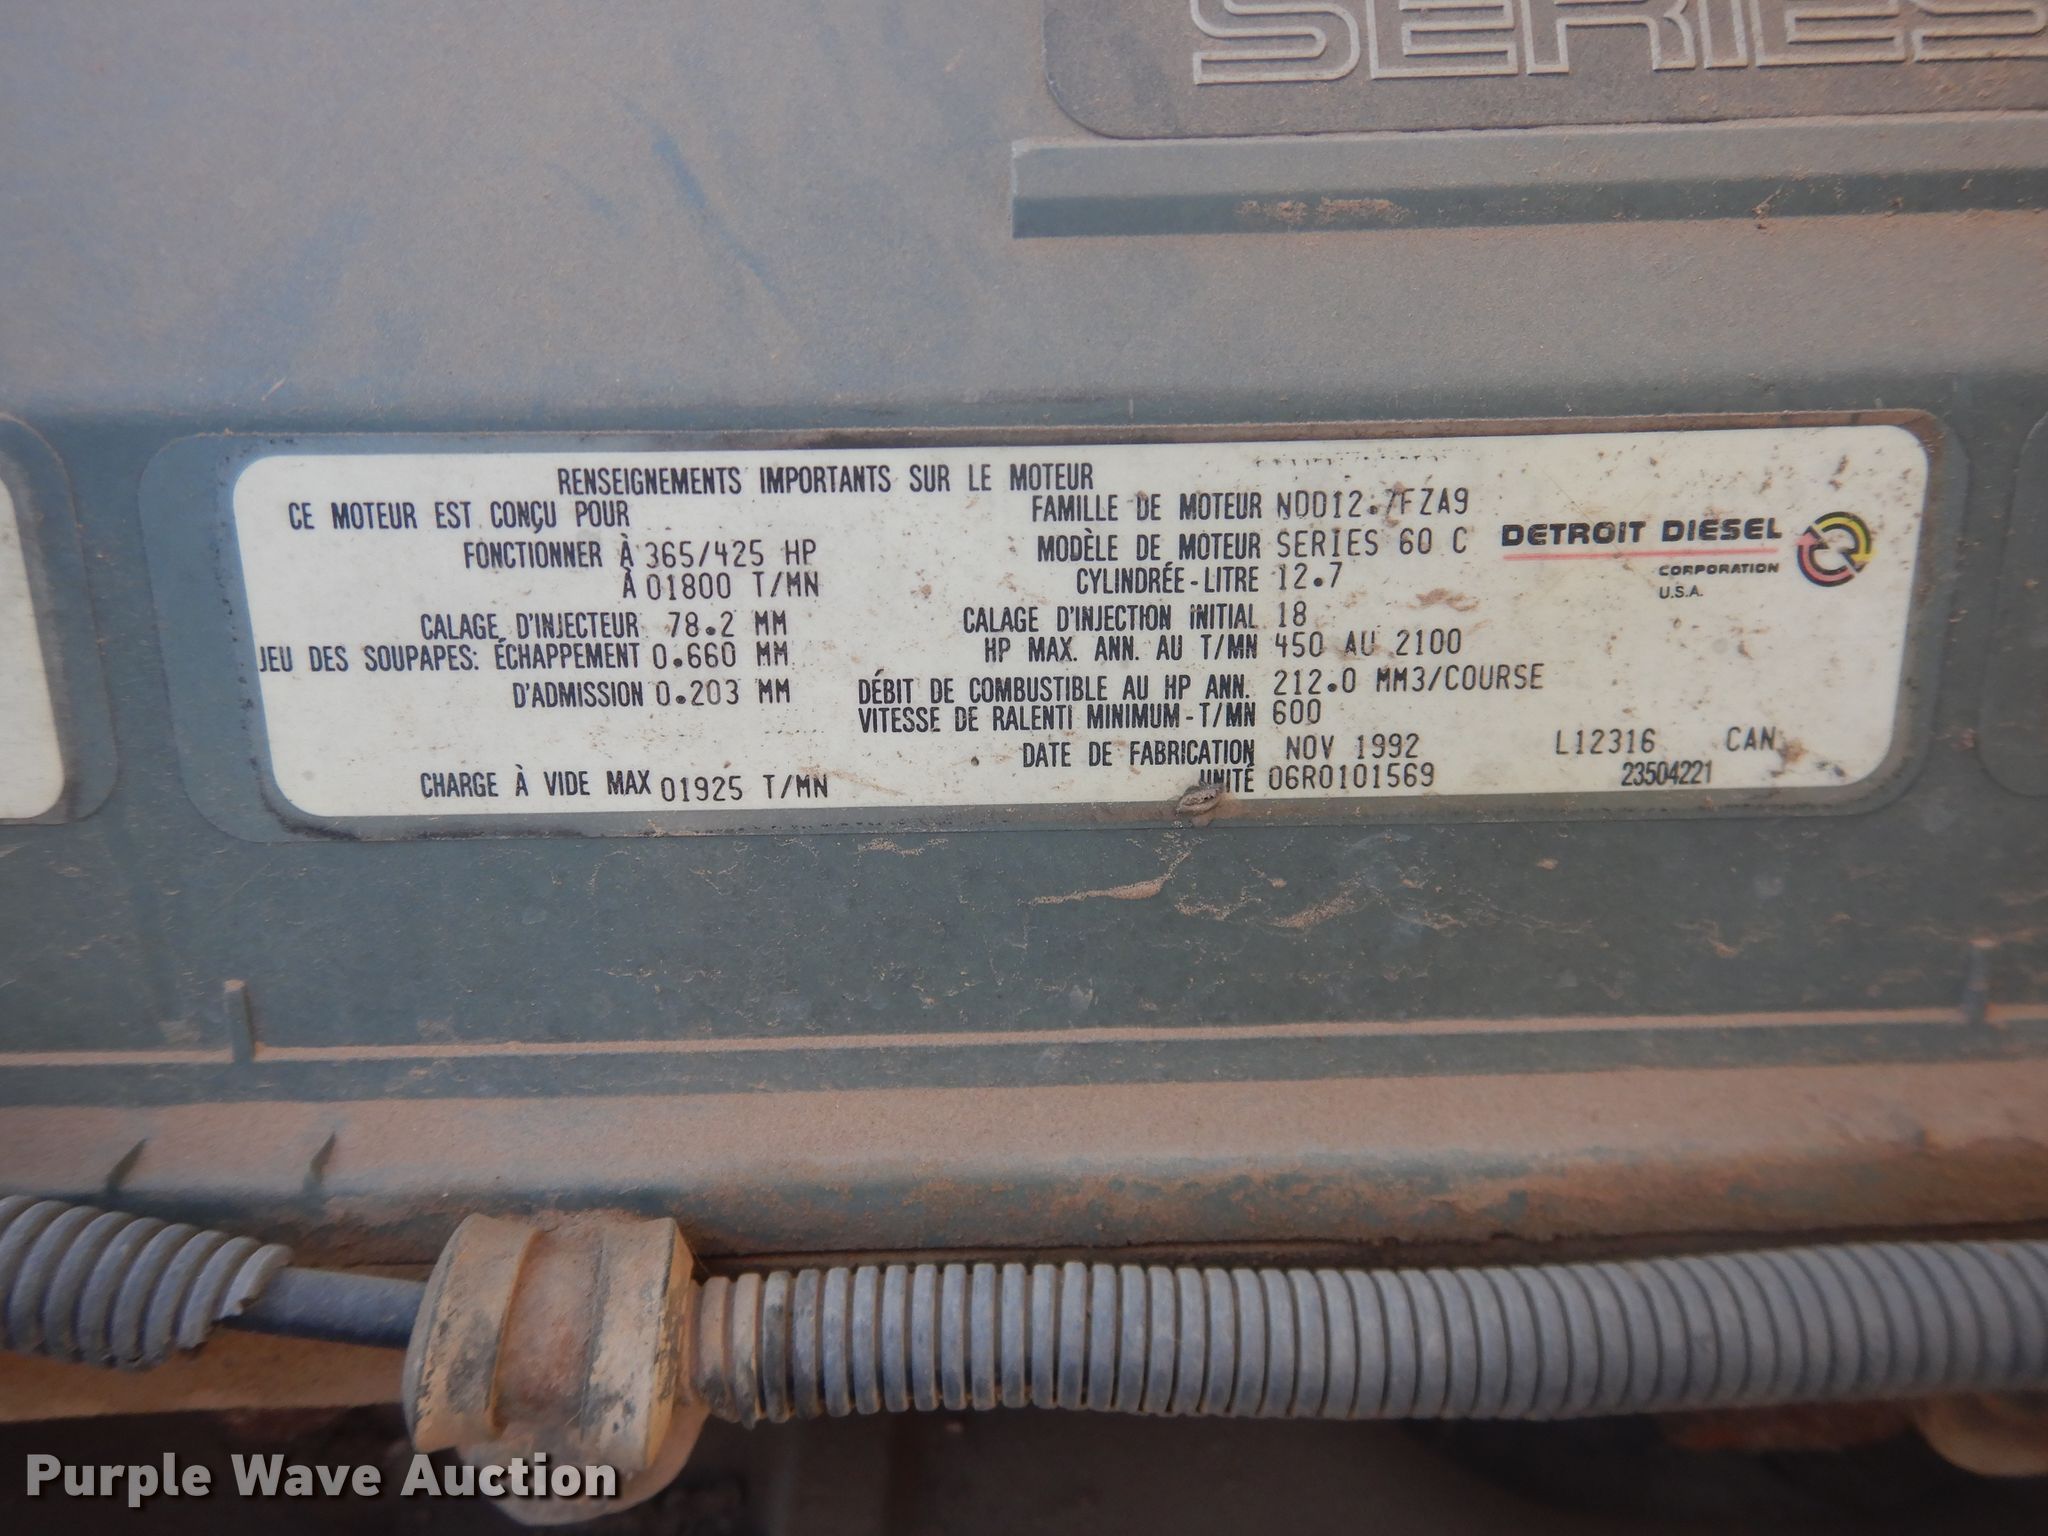 SERIES
RENSEIGNEMENTS IMPORTANTS SUR LE MOTEUR
CE MOTEUR EST CONÇU POUR
FONCTIONNER À 365/425 HP
À 01800 T/MN
CALAGE D'INJECTEUR 78.2 MM
JEU DES SOUPAPES: ÉCHAPPEMENT 0.660 MM
D'ADMISSION 0.203 MM
CHARGE À VIDE MAX 01925 T/MN
FAMILLE DE MOTEUR NDD12.7FZA9
MODÈLE DE MOTEUR SERIES 60 C
CYLINDRÉE-LITRE 12.7
CALAGE D'INJECTION INITIAL 18
HP MAX. ANN. AU T/MN 450 AU 2100
DÉBIT DE COMBUSTIBLE AU HP ANN. 212.0 MM3/COURSE
VITESSE DE RALENTI MINIMUM-T/MN 600
DATE DE FABRICATION NOV 1992
UNITÉ 06R0101569
DETROIT DIESEL
CORPORATION
U.S.A.
L12316 CAN
23504221
Purple Wave Auction